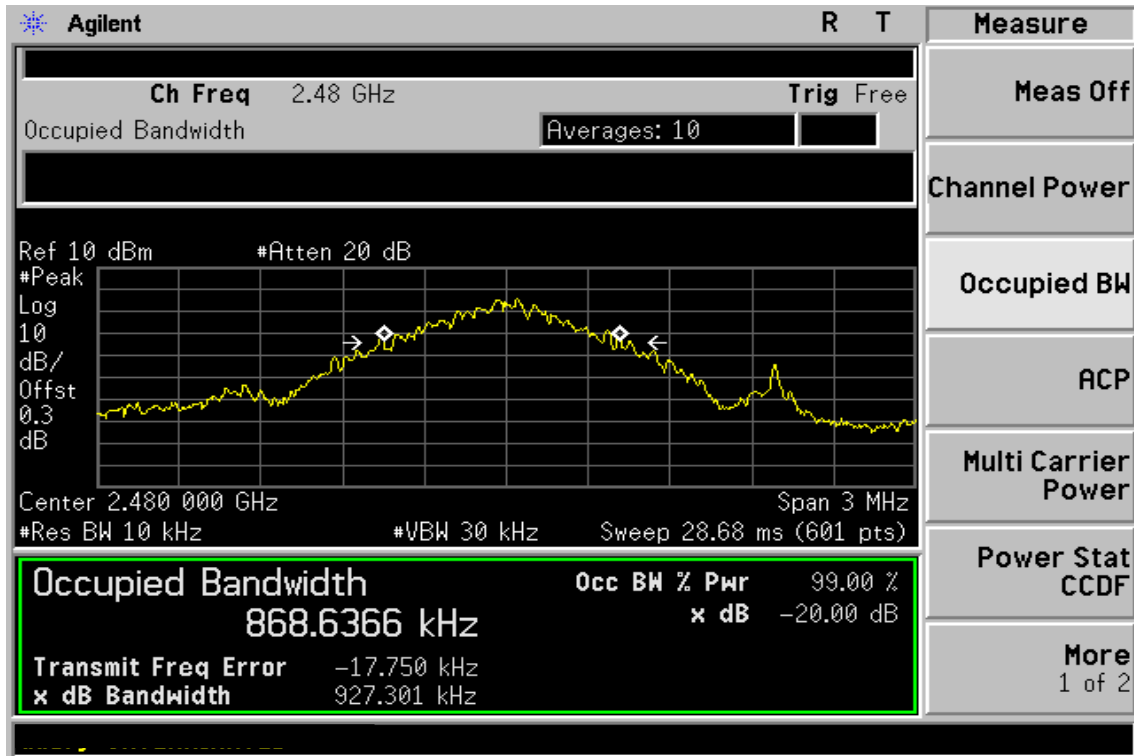 Agilent R T
Ch Freq 2.48 GHz Trig Free
Occupied Bandwidth Averages: 10
Ref 10 dBm #Atten 20 dB
#Peak
Log
10
dB/
Offst
0.3
dB
Center 2.480 000 GHz Span 3 MHz
#Res BW 10 kHz #VBW 30 kHz Sweep 28.68 ms (601 pts)
Occupied Bandwidth Occ BW % Pwr 99.00 %
868.6366 kHz x dB -20.00 dB
Transmit Freq Error -17.750 kHz
x dB Bandwidth 927.301 kHz
Measure
Meas Off
Channel Power
Occupied BW
ACP
Multi Carrier
Power
Power Stat
CCDF
More
1 of 2